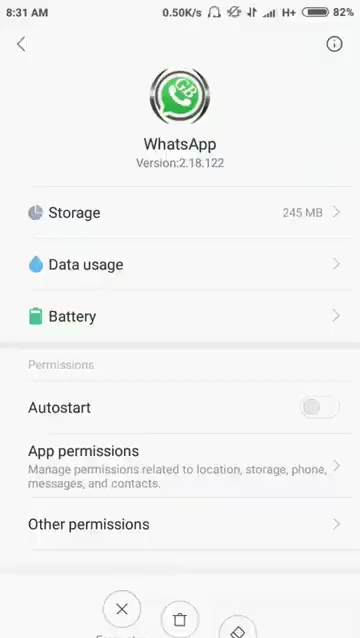 8:31 AM 0.50K/s H+ 82%
GB
WhatsApp
Version:2.18.122
Storage 245 MB
Data usage
Battery
Permissions
Autostart
App permissions
Manage permissions related to location, storage, phone,
messages, and contacts.
Other permissions